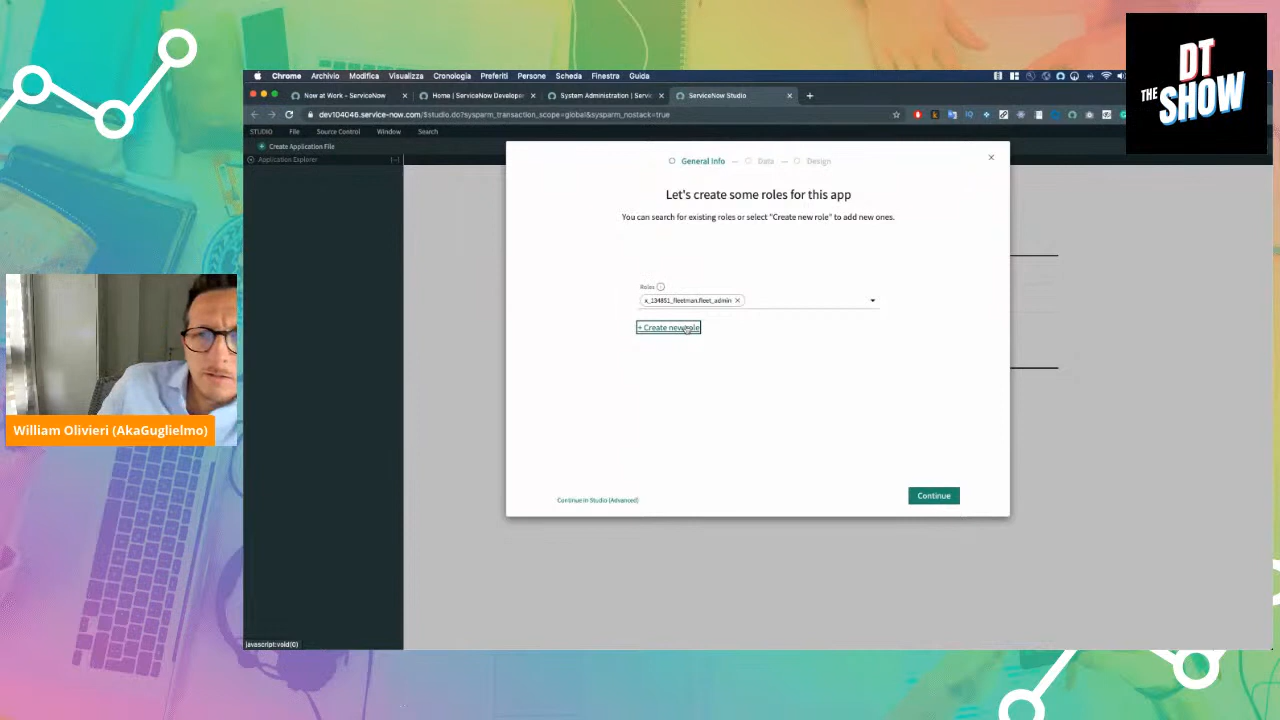 DT
THE
SHOW
Chrome Archivio Modifica Visualizza Cronologia Preferiti Persone Scheda Finestra Guida
Now at Work - ServiceNow
Home | ServiceNow Develope
System Administration | Servic
ServiceNow Studio
dev104046.service-now.com/$studio.do?sysparm_transaction_scope=global&sysparm_nostack=true
STUDIO File Source Control Window Search
Create Application File
Application Explorer
General Info Data Design
Let's create some roles for this app
You can search for existing roles or select "Create new role" to add new ones.
Roles
x_134851_fleetman.fleet_admin
+ Create new role
Continue in Studio (Advanced)
Continue
William Olivieri (AkaGuglielmo)
javascript:void(0)